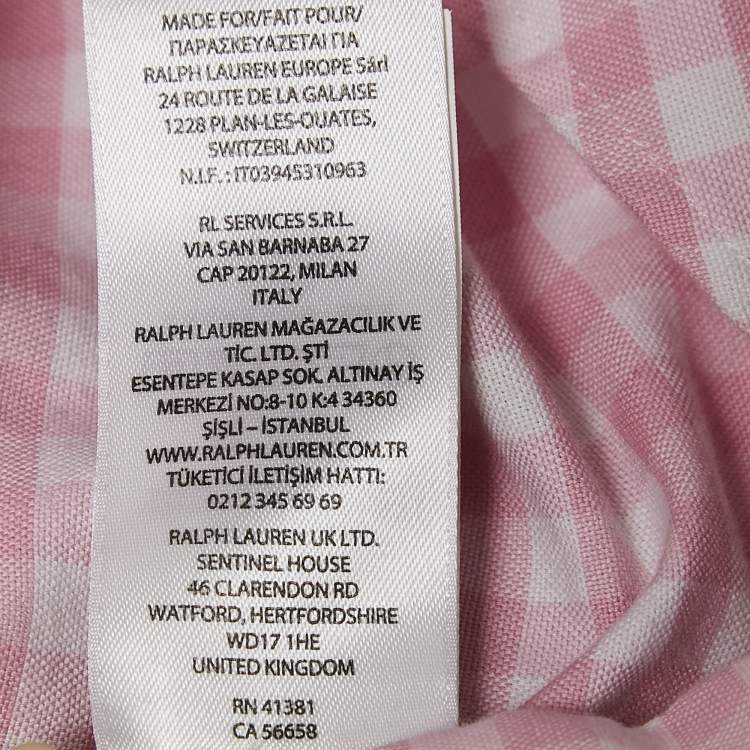 MADE FOR/FAIT POUR/
ΠΑΡΑΣΚΕΥΑΖΕΤΑΙ ΓΙΑ
RALPH LAUREN EUROPE Sárl
24 ROUTE DE LA GALAISE
1228 PLAN-LES-OUATES,
SWITZERLAND
N.I.F. : IT03945310963
RL SERVICES S.R.L.
VIA SAN BARNABA 27
CAP 20122, MILAN
ITALY
RALPH LAUREN MAĞAZACILIK VE
TİC. LTD. ŞTİ
ESENTEPE KASAP SOK. ALTINAY İŞ
MERKEZİ NO:8-10 K:4 34360
ŞİŞLİ – İSTANBUL
WWW.RALPHLAUREN.COM.TR
TÜKETİCİ İLETİŞİM HATTI:
0212 345 69 69
RALPH LAUREN UK LTD.
SENTINEL HOUSE
46 CLARENDON RD
WATFORD, HERTFORDSHIRE
WD17 1HE
UNITED KINGDOM
RN 41381
CA 56658